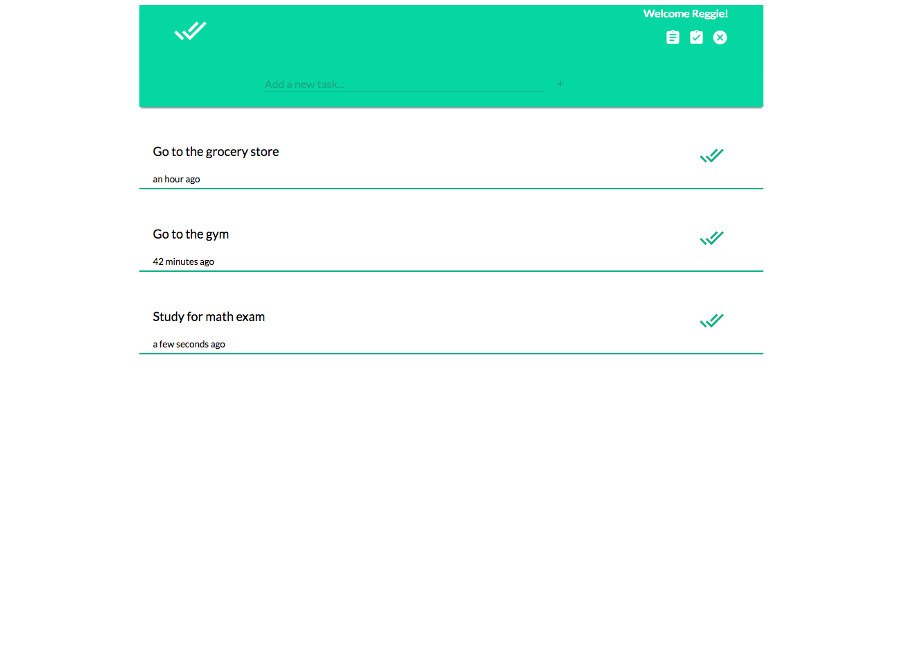 Welcome Reggie!
Add a new task...
+
Go to the grocery store
an hour ago
Go to the gym
42 minutes ago
Study for math exam
a few seconds ago